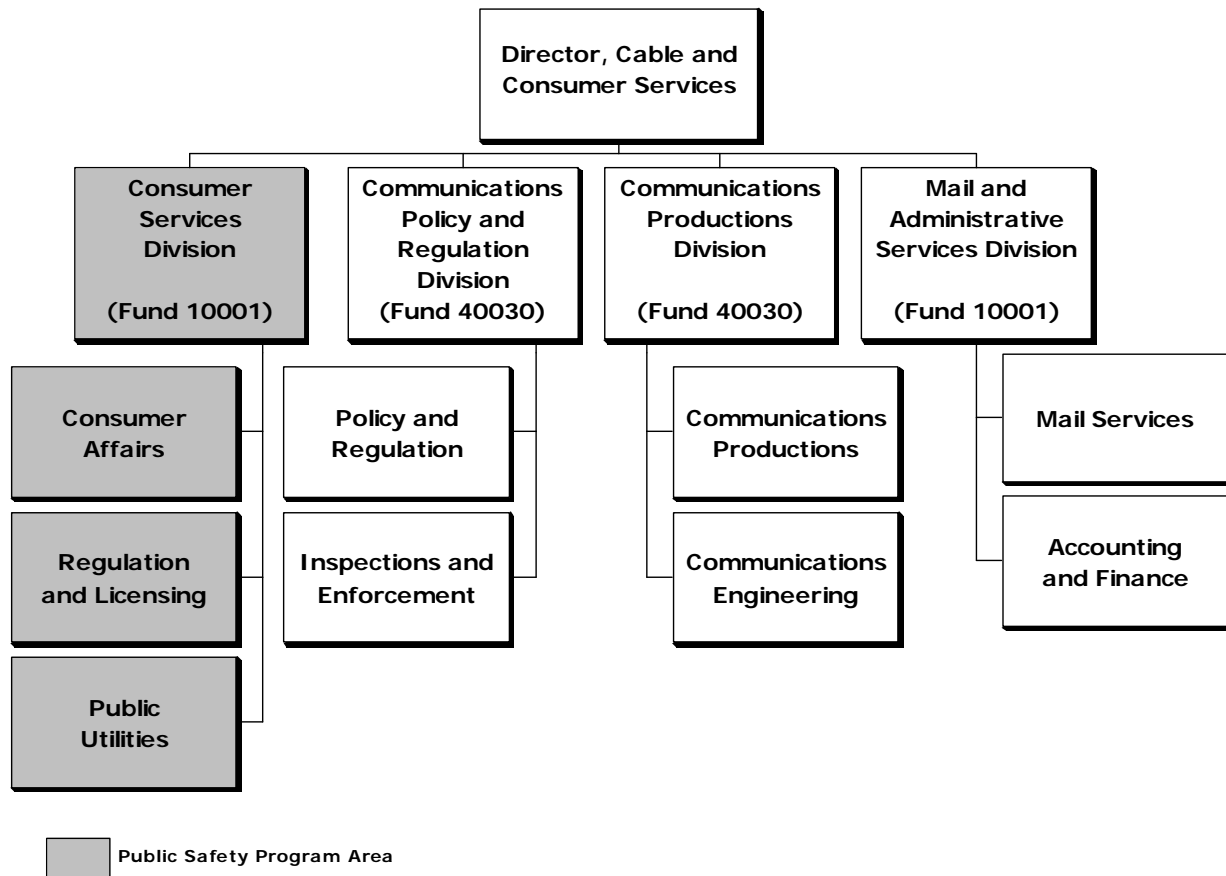 Director, Cable and
Consumer Services
Consumer
Services
Division
(Fund 10001)
Communications
Policy and
Regulation
Division
(Fund 40030)
Communications
Productions
Division
(Fund 40030)
Mail and
Administrative
Services Division
(Fund 10001)
Consumer
Affairs
Policy and
Regulation
Communications
Productions
Mail Services
Regulation
and Licensing
Inspections and
Enforcement
Communications
Engineering
Accounting
and Finance
Public
Utilities
Public Safety Program Area